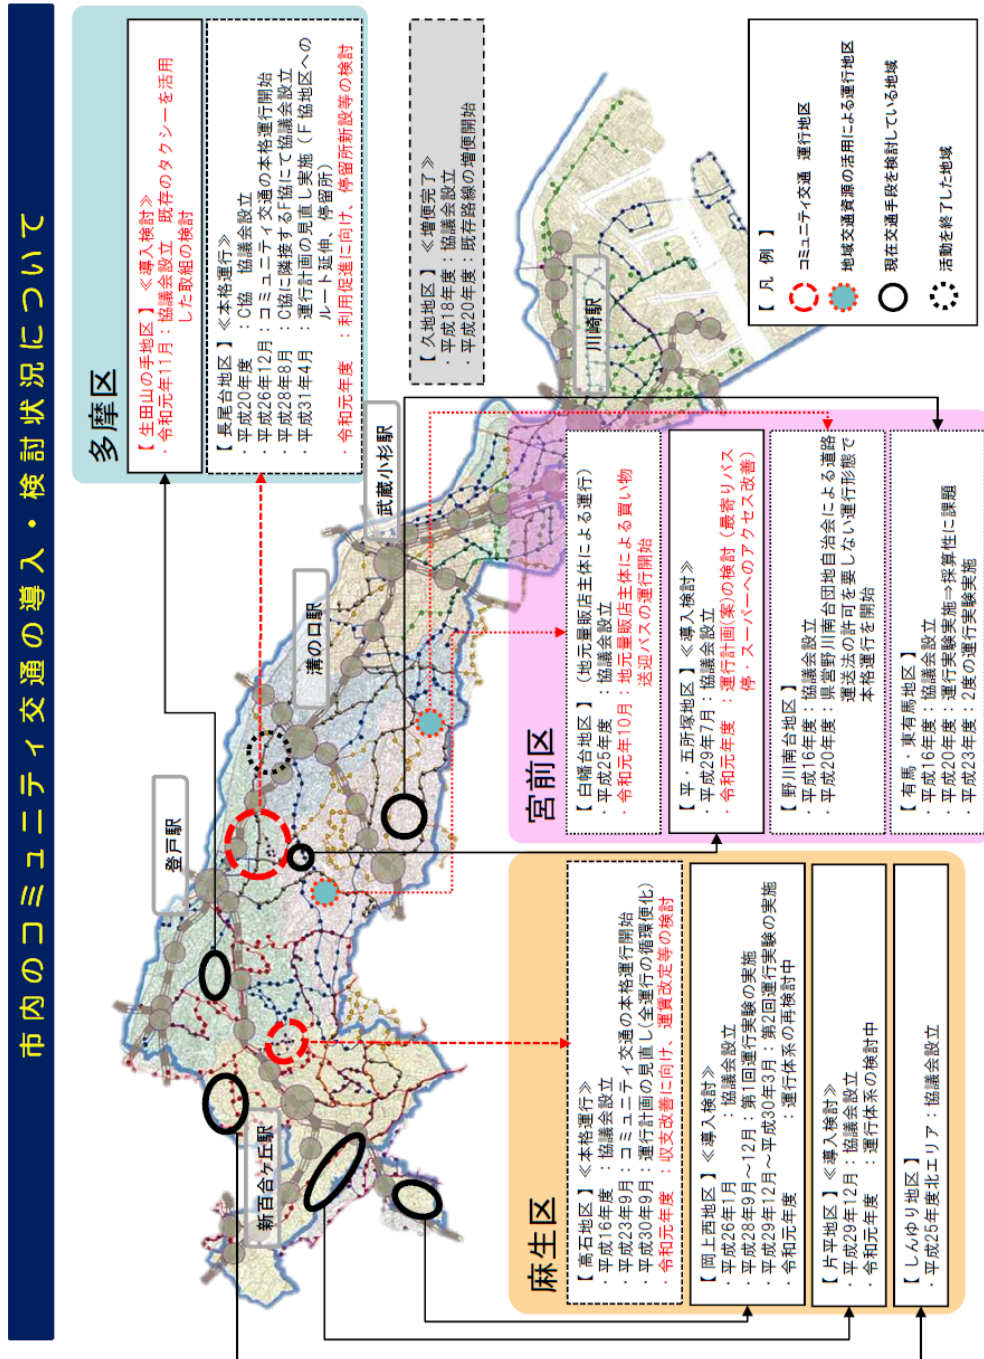 市内のコミュニティ交通の導入・検討状況について
多摩区
【 生田山の手地区 】 ≪導入検討≫
・令和元年11月：協議会設立　既存のタクシーを活用
した取組の検討
【 長尾台地区 】 ≪本格運行≫
・平成20年度　：C協　協議会設立
・平成26年12月：コミュニティ交通の本格運行開始
・平成28年8月　：C協に隣接するF協にて協議会設立
・平成31年4月　：運行計画の見直し実施（F協地区への
ルート延伸、停留所）
・令和元年度　：利用促進に向け、停留所新設等の検討
【 久地地区 】 ≪増便完了≫
・平成18年度：協議会設立
・平成20年度：既存路線の増便開始
登戸駅
溝の口駅
武蔵小杉駅
川崎駅
新百合ケ丘駅
【 凡 例 】
コミュニティ交通　運行地区
地域交通資源の活用による運行地区
現在交通手段を検討している地域
活動を終了した地域
麻生区
【 高石地区 】 ≪本格運行≫
・平成16年度　：協議会設立
・平成23年9月：コミュニティ交通の本格運行開始
・平成30年9月：運行計画の見直し(全運行の循環便化)
・令和元年度　：収支改善に向け、運賃改定等の検討
【 岡上西地区 】 ≪導入検討≫
・平成26年1月　：協議会設立
・平成28年9月～12月：第1回運行実験の実施
・平成29年12月～平成30年3月：第2回運行実験の実施
・令和元年度　：運行体系の再検討中
【 片平地区 】 ≪導入検討≫
・平成29年12月：協議会設立
・令和元年度　：運行体系の検討中
【 しんゆり地区 】
・平成25年度北エリア：協議会設立
宮前区
【 白幡台地区 】 (地元量販店主体による運行)
・平成25年度：協議会設立
・令和元年10月：地元量販店主体による買い物
送迎バスの運行開始
【 平・五所塚地区 】 ≪導入検討≫
・平成29年7月：協議会設立
・令和元年度　：運行計画(案)の検討（最寄りバス
停・スーパーへのアクセス改善）
【 野川南台地区 】
・平成16年度：協議会設立
・平成20年度：県営野川南台団地自治会による道路
運送法の許可を要しない運行形態で
本格運行を開始
【 有馬・東有馬地区 】
・平成16年度：協議会設立
・平成20年度：運行実験実施⇒採算性に課題
・平成23年度：2度の運行実験実施